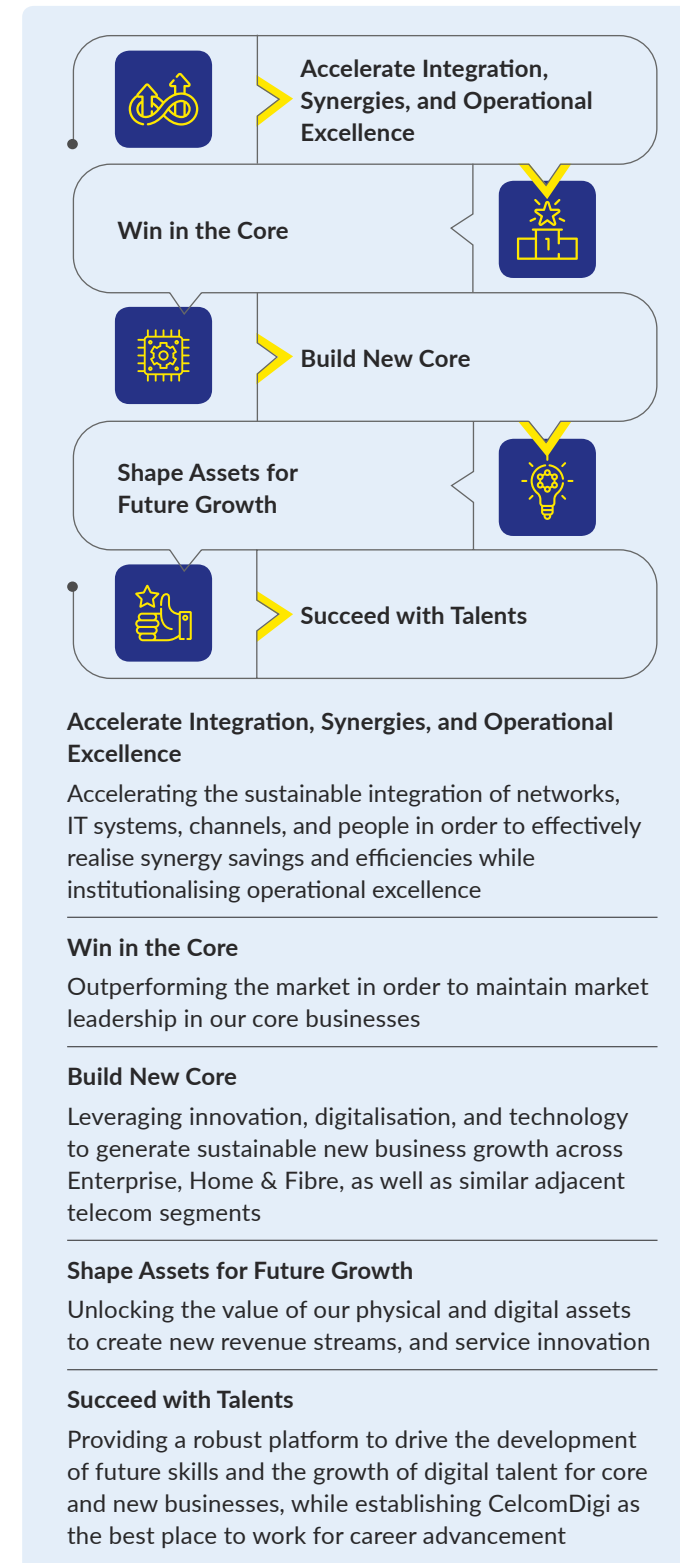 Accelerate Integration,
Synergies, and Operational
Excellence
Win in the Core
1
Build New Core
Shape Assets for
Future Growth
Succeed with Talents
Accelerate Integration, Synergies, and Operational
Excellence
Accelerating the sustainable integration of networks,
IT systems, channels, and people in order to effectively
realise synergy savings and efficiencies while
institutionalising operational excellence
Win in the Core
Outperforming the market in order to maintain market
leadership in our core businesses
Build New Core
Leveraging innovation, digitalisation, and technology
to generate sustainable new business growth across
Enterprise, Home & Fibre, as well as similar adjacent
telecom segments
Shape Assets for Future Growth
Unlocking the value of our physical and digital assets
to create new revenue streams, and service innovation
Succeed with Talents
Providing a robust platform to drive the development
of future skills and the growth of digital talent for core
and new businesses, while establishing CelcomDigi as
the best place to work for career advancement